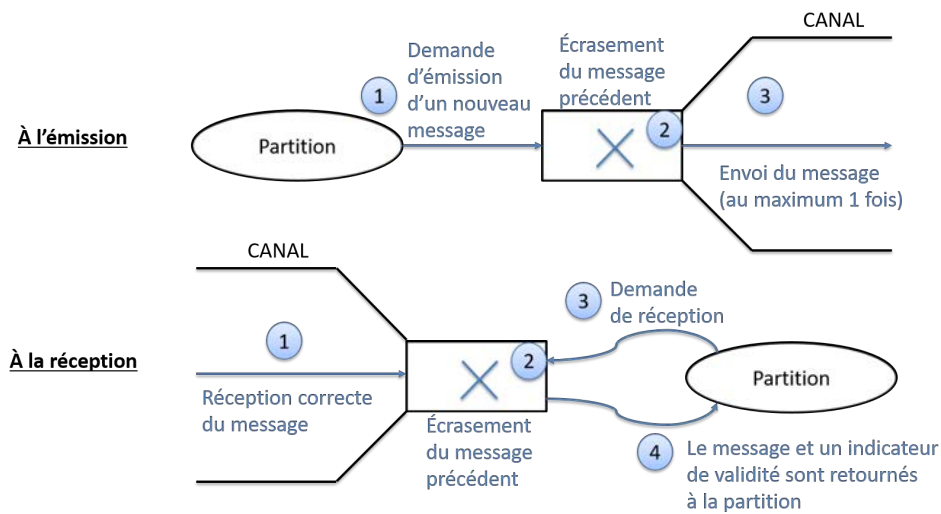 CANAL
Demande
d'émission
d'un nouveau
message
Écrasement
du message
précédent
1
2
3
À l'émission
Partition
Envoi du message
(au maximum 1 fois)
CANAL
Demande
de réception
3
1
2
À la réception
Partition
Réception correcte
du message
Écrasement
du message
précédent
4
Le message et un indicateur
de validité sont retournés
à la partition